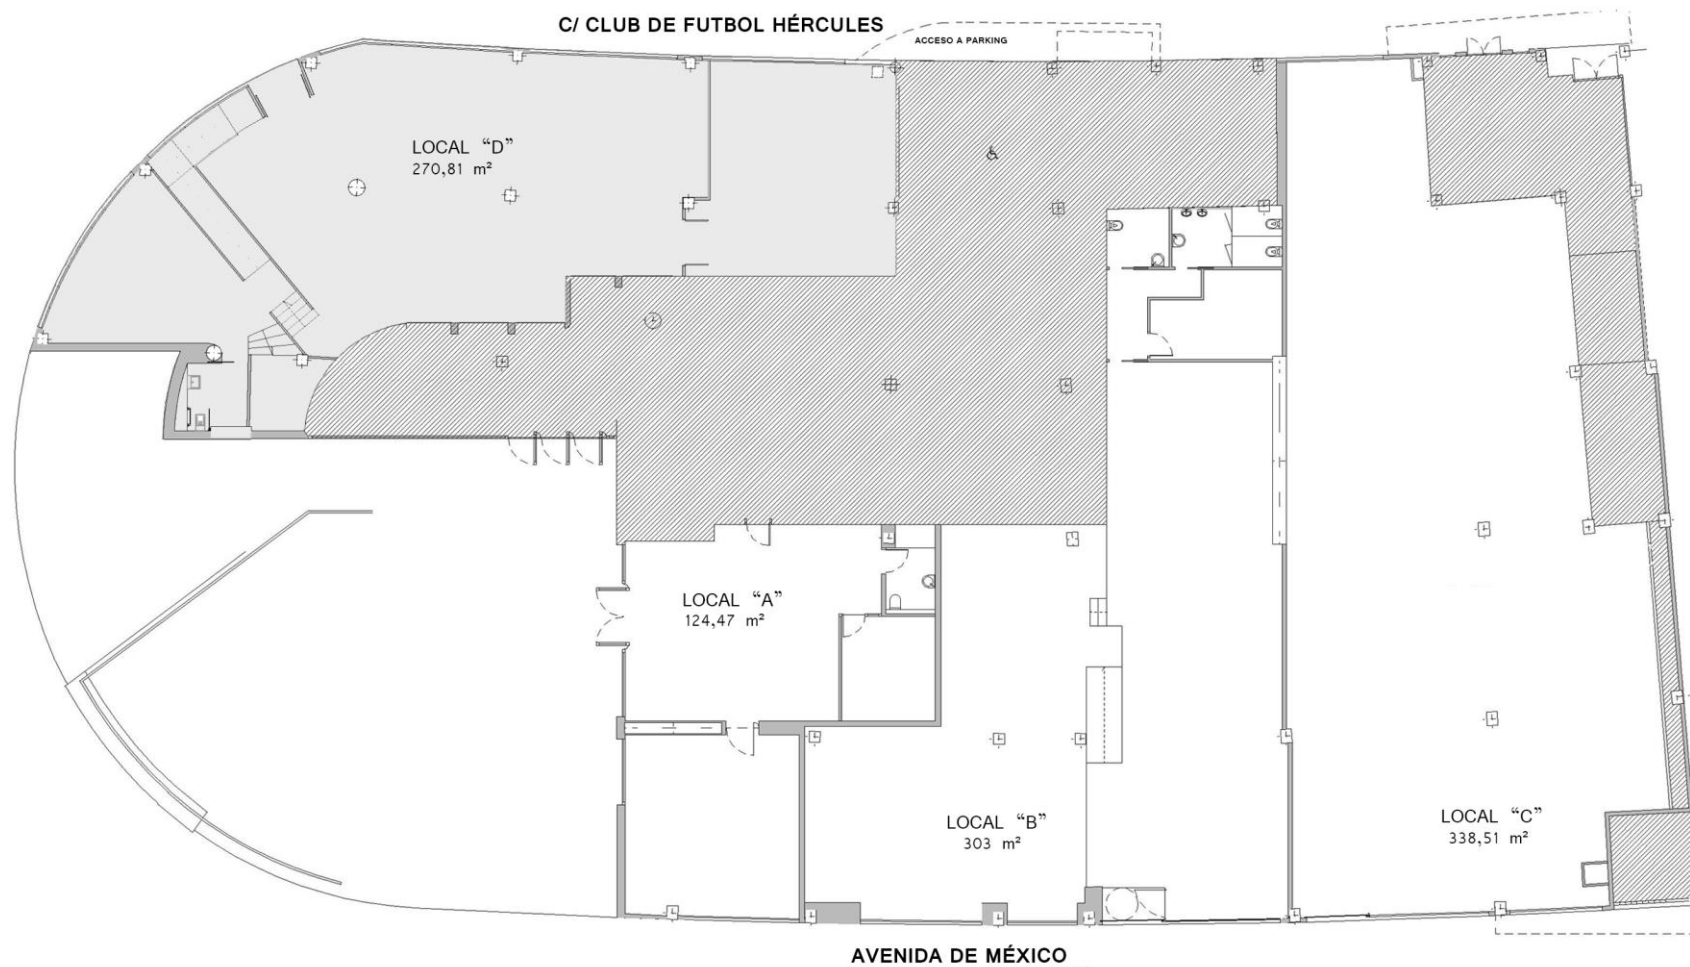 C/ CLUB DE FUTBOL HÉRCULES
ACCESO A PARKING
LOCAL “D”
270,81 m²
LOCAL “A”
124,47 m²
LOCAL “B”
303 m²
LOCAL “C”
338,51 m²
AVENIDA DE MÉXICO